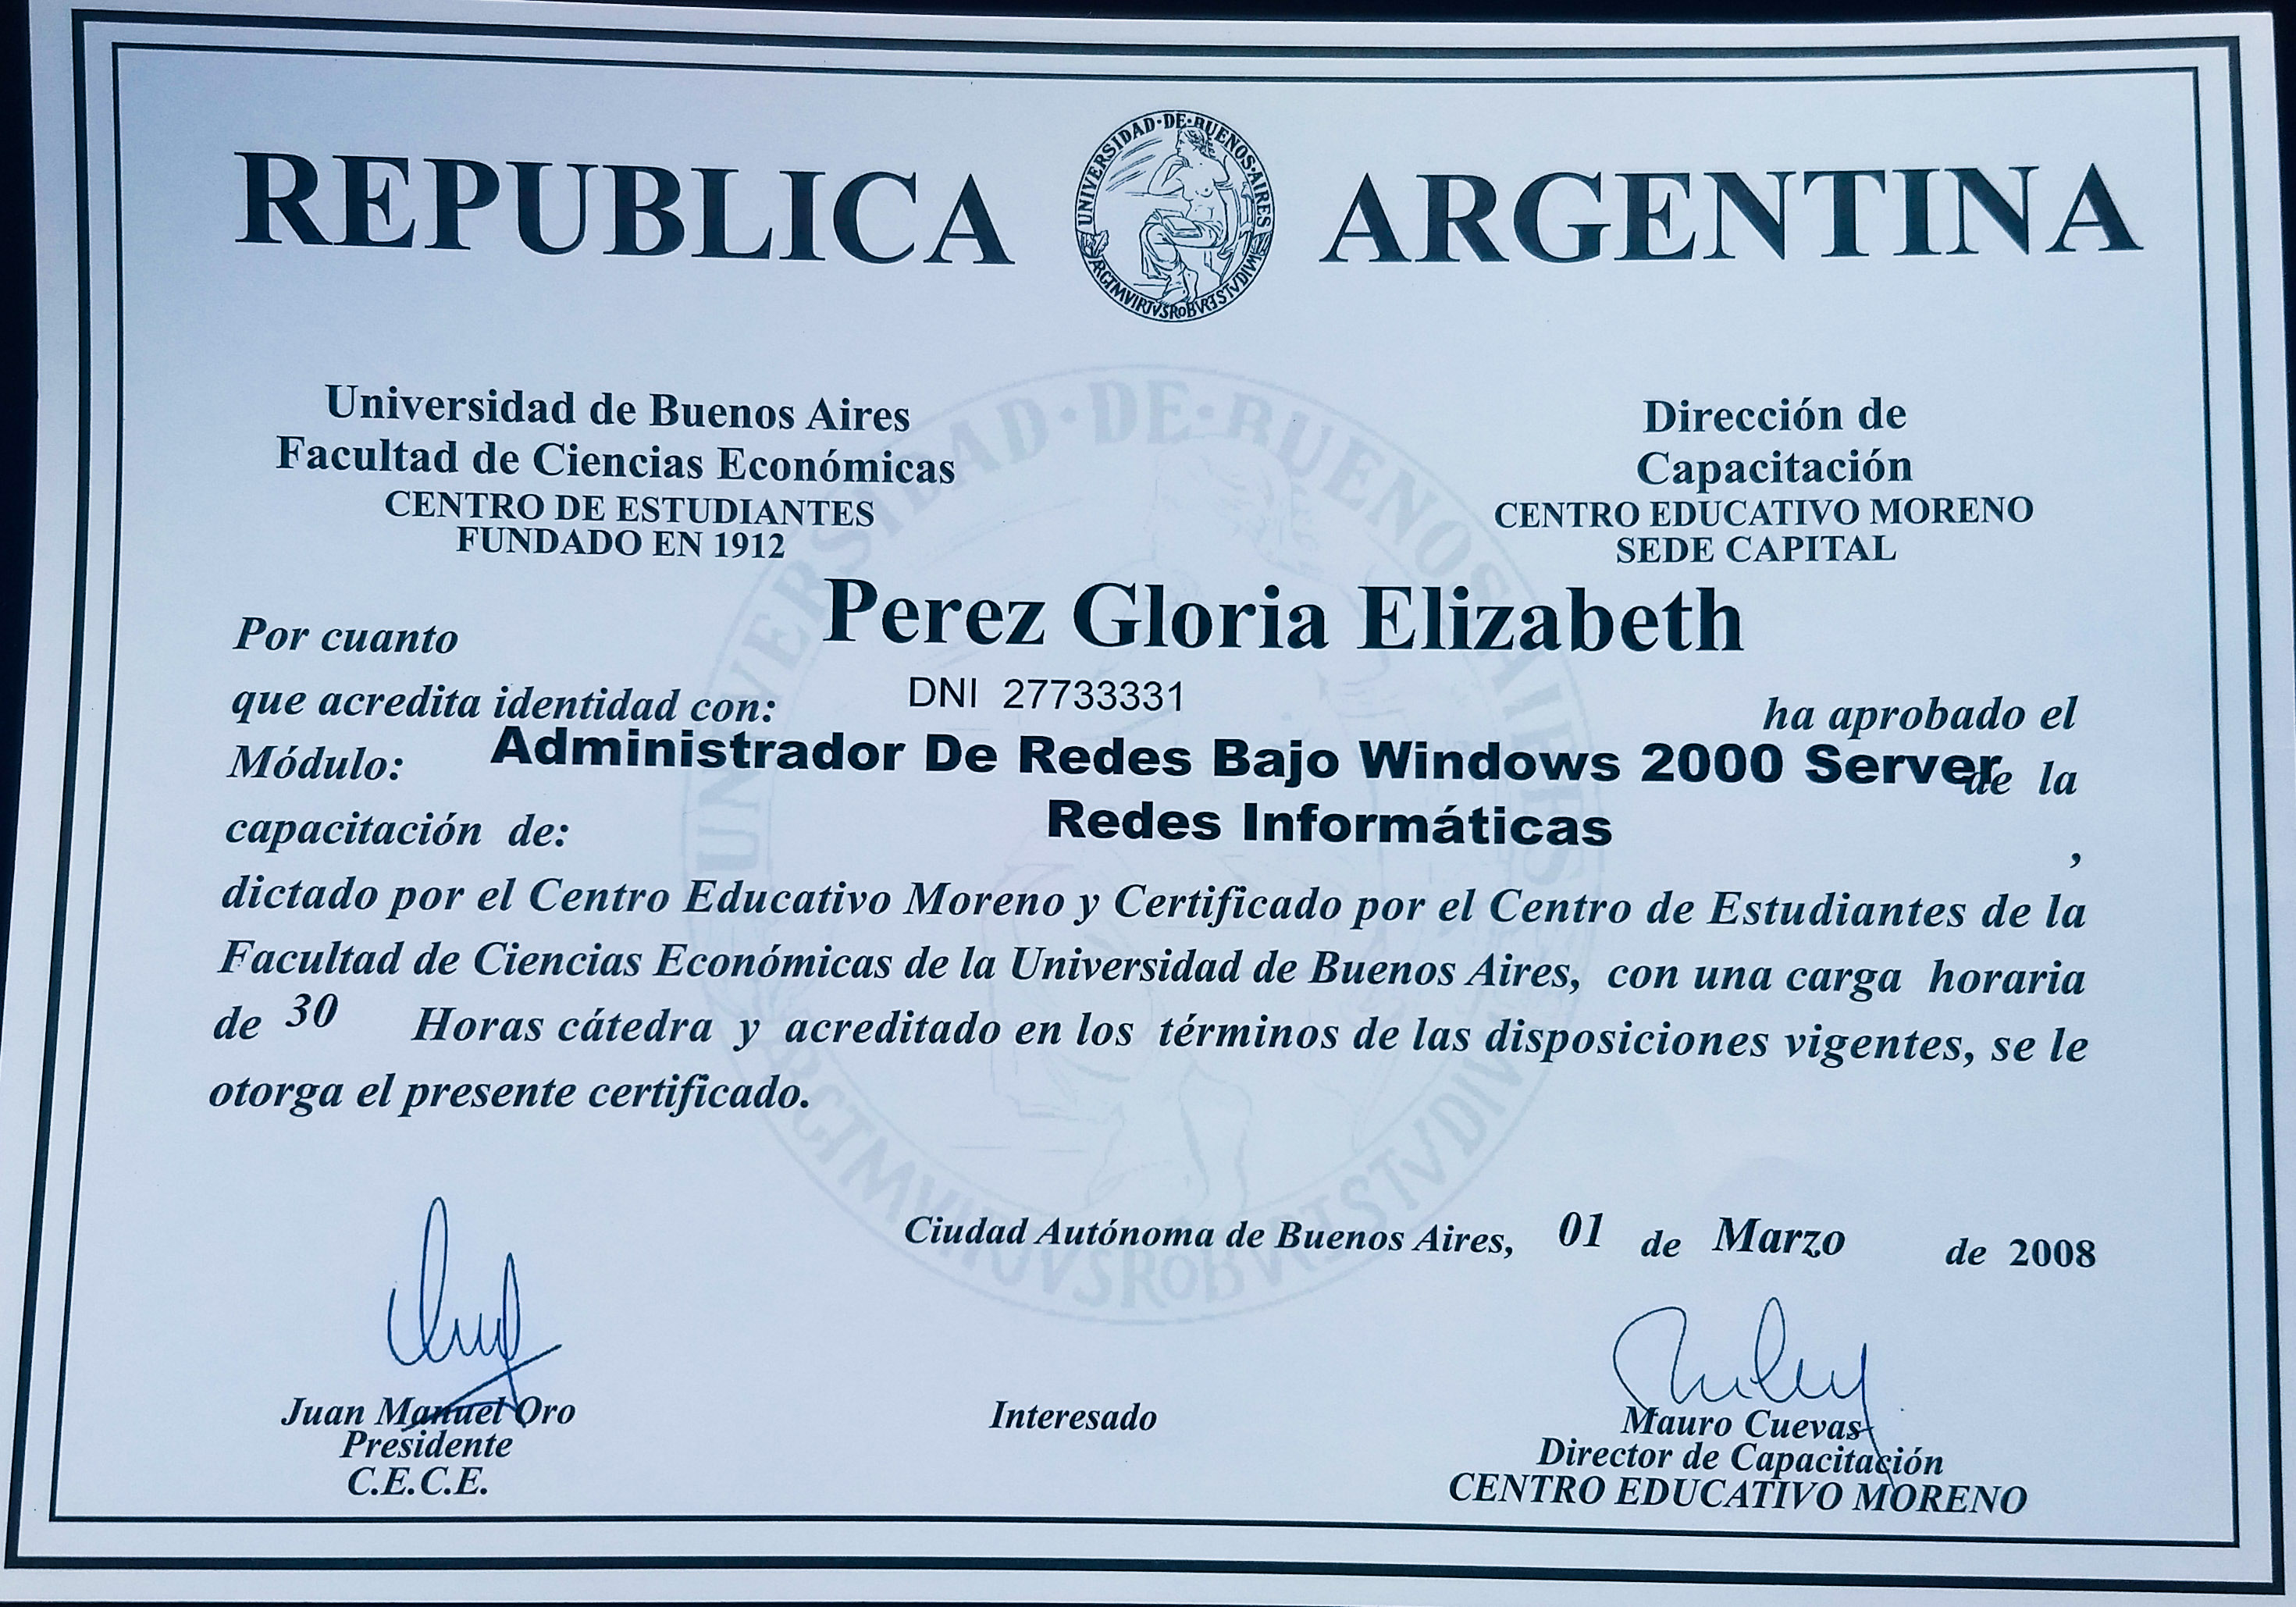 REPUBLICA ARGENTINA
UNIVERSIDAD·DE·BUENOS·AIRES
Universidad de Buenos Aires
Facultad de Ciencias Económicas
CENTRO DE ESTUDIANTES
FUNDADO EN 1912
Dirección de
Capacitación
CENTRO EDUCATIVO MORENO
SEDE CAPITAL
Por cuanto Perez Gloria Elizabeth
que acredita identidad con: DNI 27733331 ha aprobado el
Módulo: Administrador De Redes Bajo Windows 2000 Server de la
capacitación de: Redes Informáticas ,
dictado por el Centro Educativo Moreno y Certificado por el Centro de Estudiantes de la
Facultad de Ciencias Económicas de la Universidad de Buenos Aires, con una carga horaria
de 30 Horas cátedra y acreditado en los términos de las disposiciones vigentes, se le
otorga el presente certificado.
Ciudad Autónoma de Buenos Aires, 01 de Marzo de 2008
Juan Manuel Oro
Presidente
C.E.C.E.
Interesado
Mauro Cuevas
Director de Capacitación
CENTRO EDUCATIVO MORENO